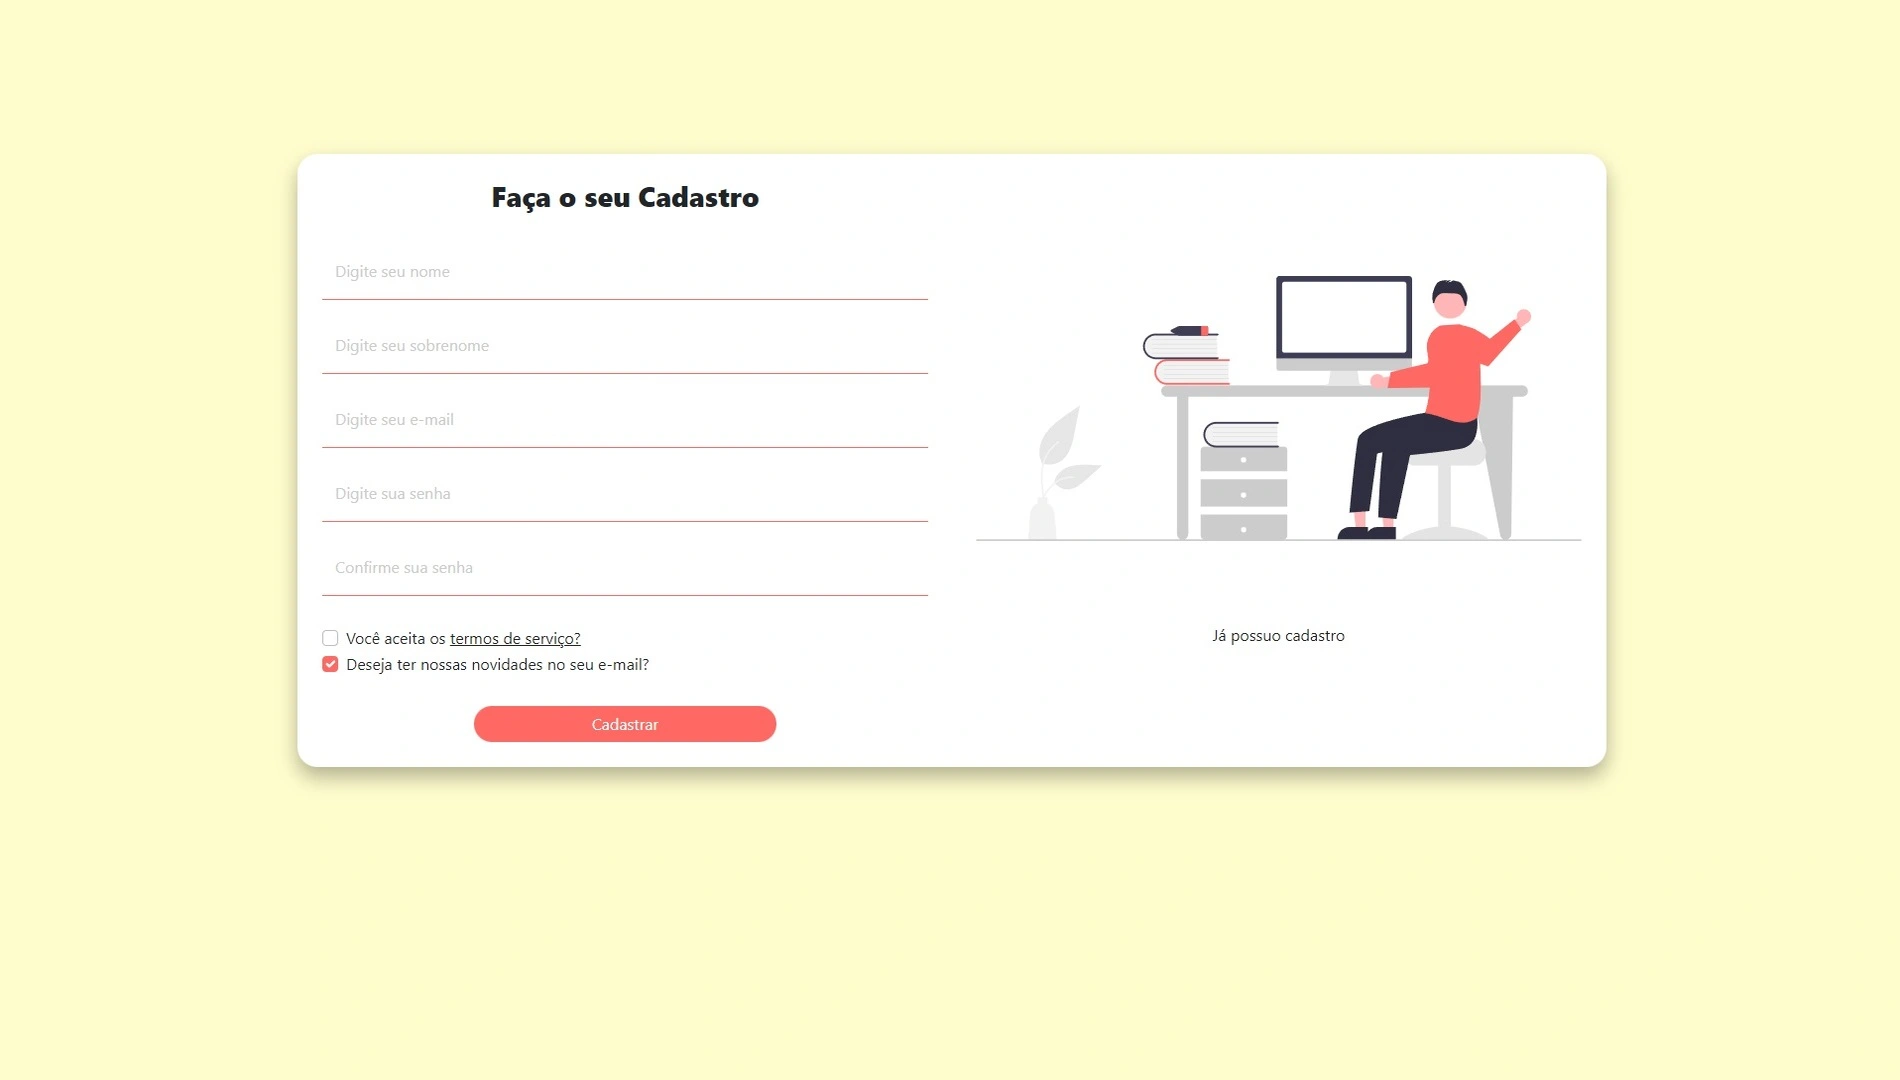 Faça o seu Cadastro
Digite seu nome
Digite seu sobrenome
Digite seu e-mail
Digite sua senha
Confirme sua senha
Você aceita os termos de serviço?
Deseja ter nossas novidades no seu e-mail?
Cadastrar
Já possuo cadastro